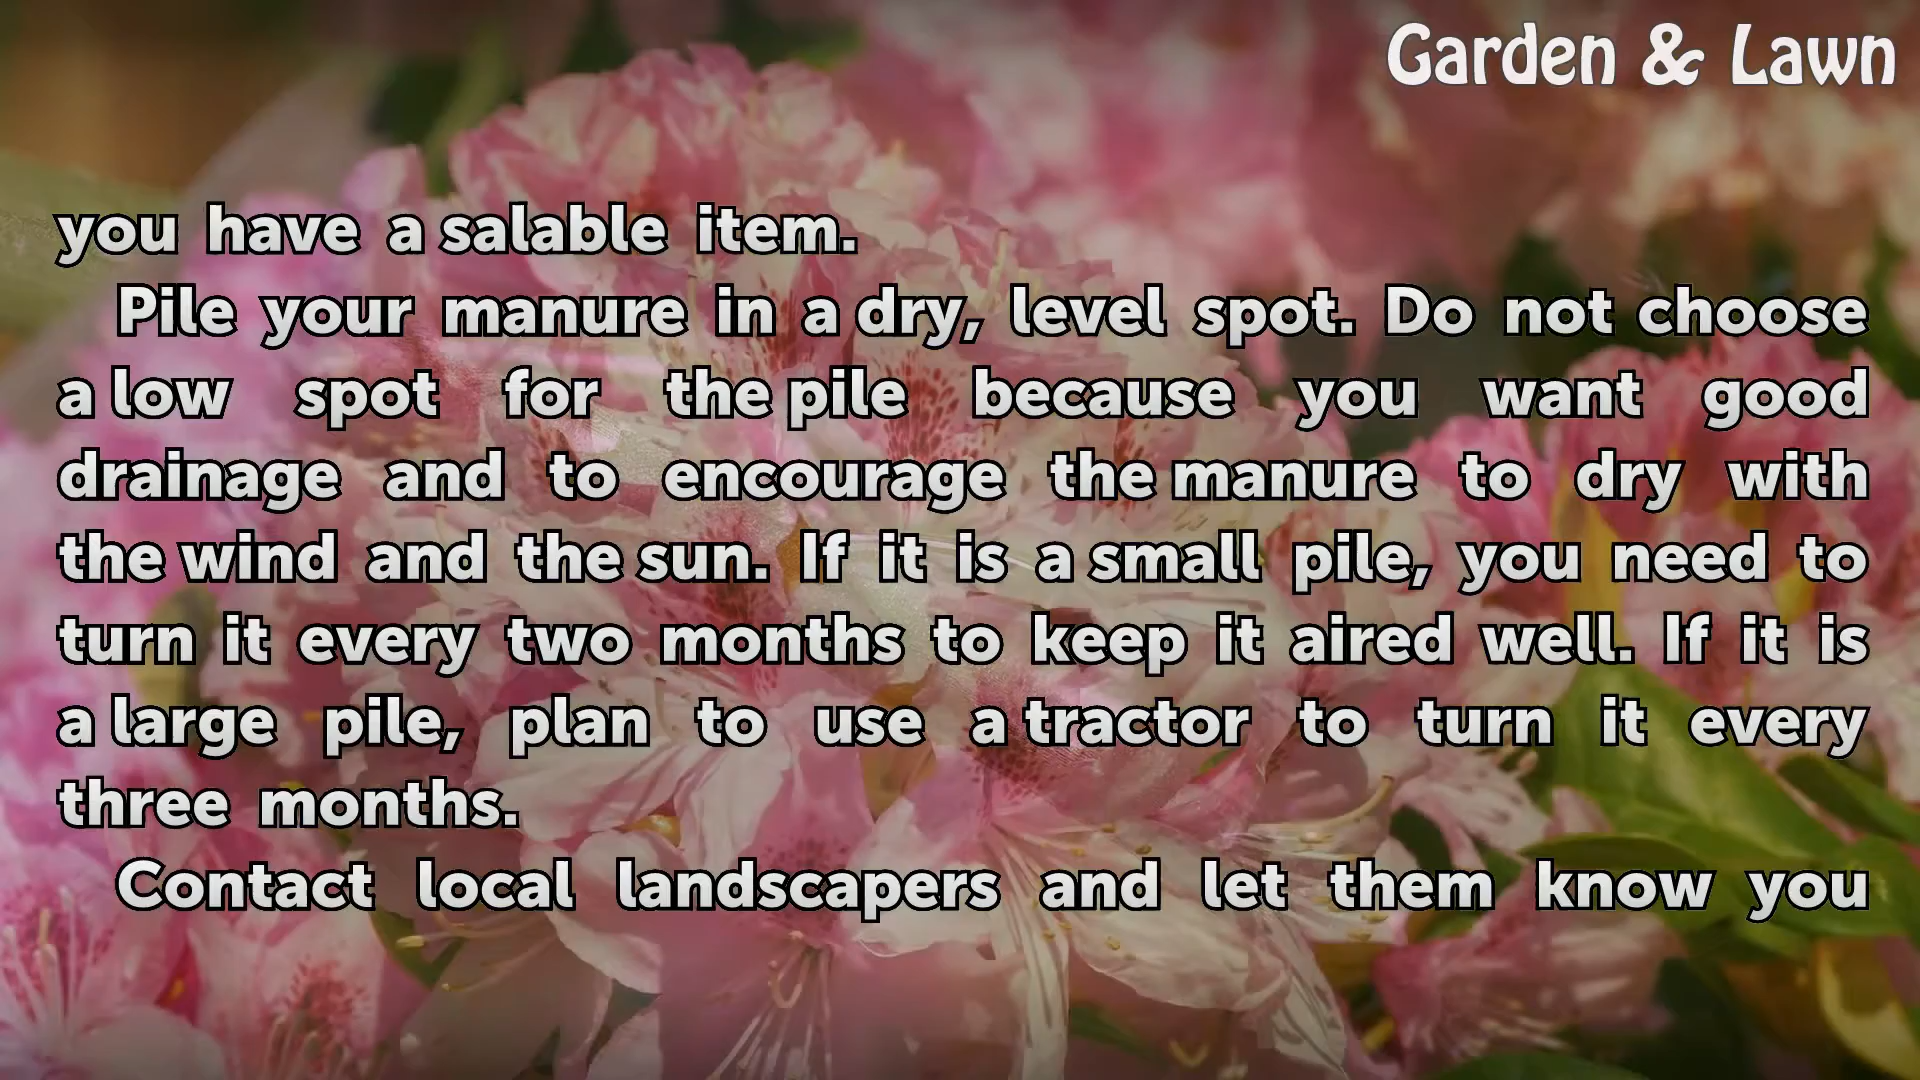 Garden & Lawn
you have a salable item.
Pile your manure in a dry, level spot. Do not choose
a low spot for the pile because you want good
drainage and to encourage the manure to dry with
the wind and the sun. If it is a small pile, you need to
turn it every two months to keep it aired well. If it is
a large pile, plan to use a tractor to turn it every
three months.
Contact local landscapers and let them know you